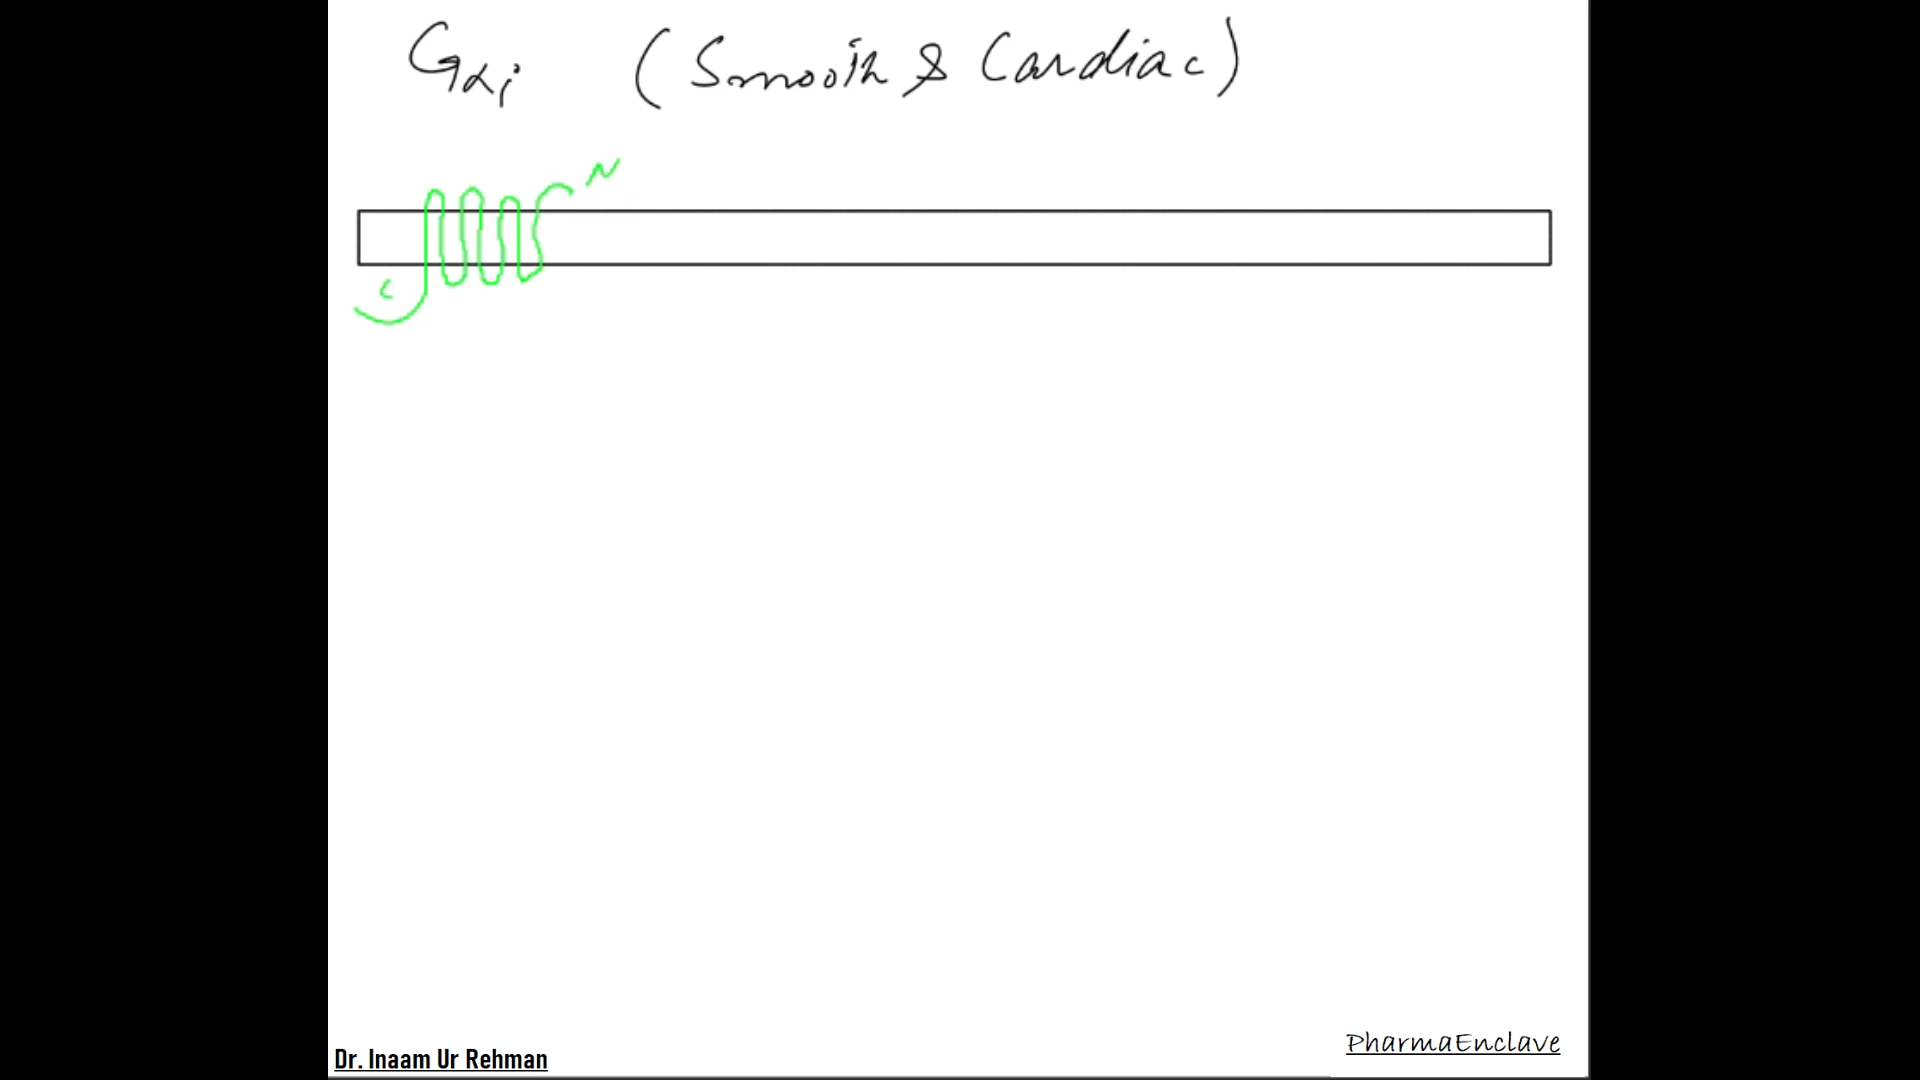 Gαi (Smooth & Cardiac)
N
C
Dr. Inaam Ur Rehman
PharmaEnclave